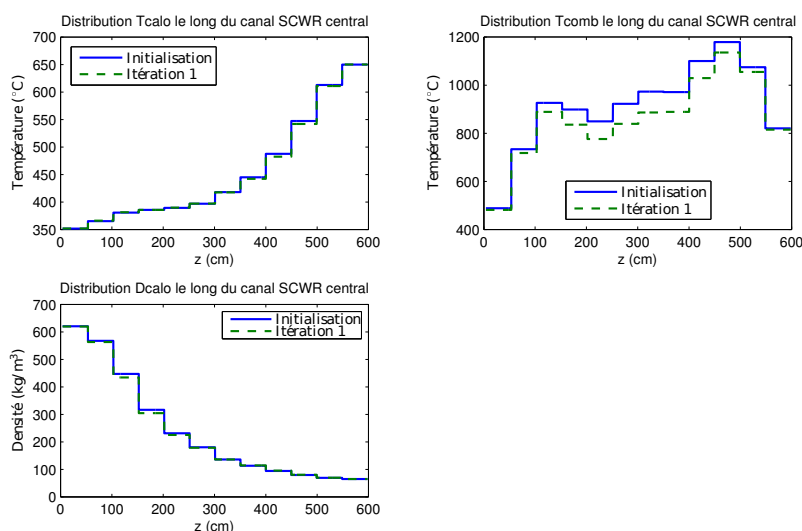 Distribution Tcalo le long du canal SCWR central
700
650
600
550
500
450
400
350
Température (°C)
Initialisation
Itération 1
0
100
200
300
400
500
600
z (cm)
Distribution Tcomb le long du canal SCWR central
1200
1000
800
600
400
Température (°C)
Initialisation
Itération 1
0
100
200
300
400
500
600
z (cm)
Distribution Dcalo le long du canal SCWR central
700
600
500
400
300
200
100
0
Densité (kg/m³)
Initialisation
Itération 1
0
100
200
300
400
500
600
z (cm)